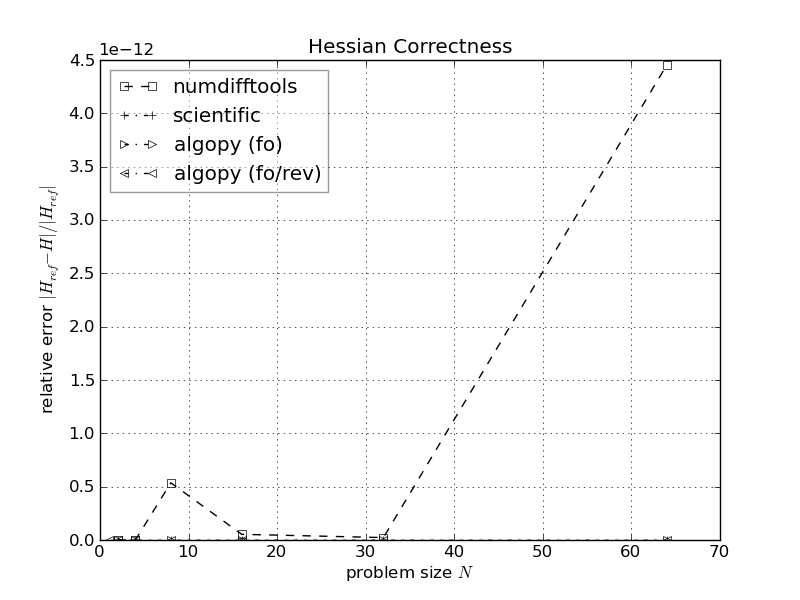 Hessian Correctness
1e−12
numdifftools
scientific
algopy (fo)
algopy (fo/rev)
4.5
4.0
3.5
3.0
2.5
2.0
1.5
1.0
0.5
0.0
relative error |H_ref−H|/|H_ref|
0 10 20 30 40 50 60 70
problem size N